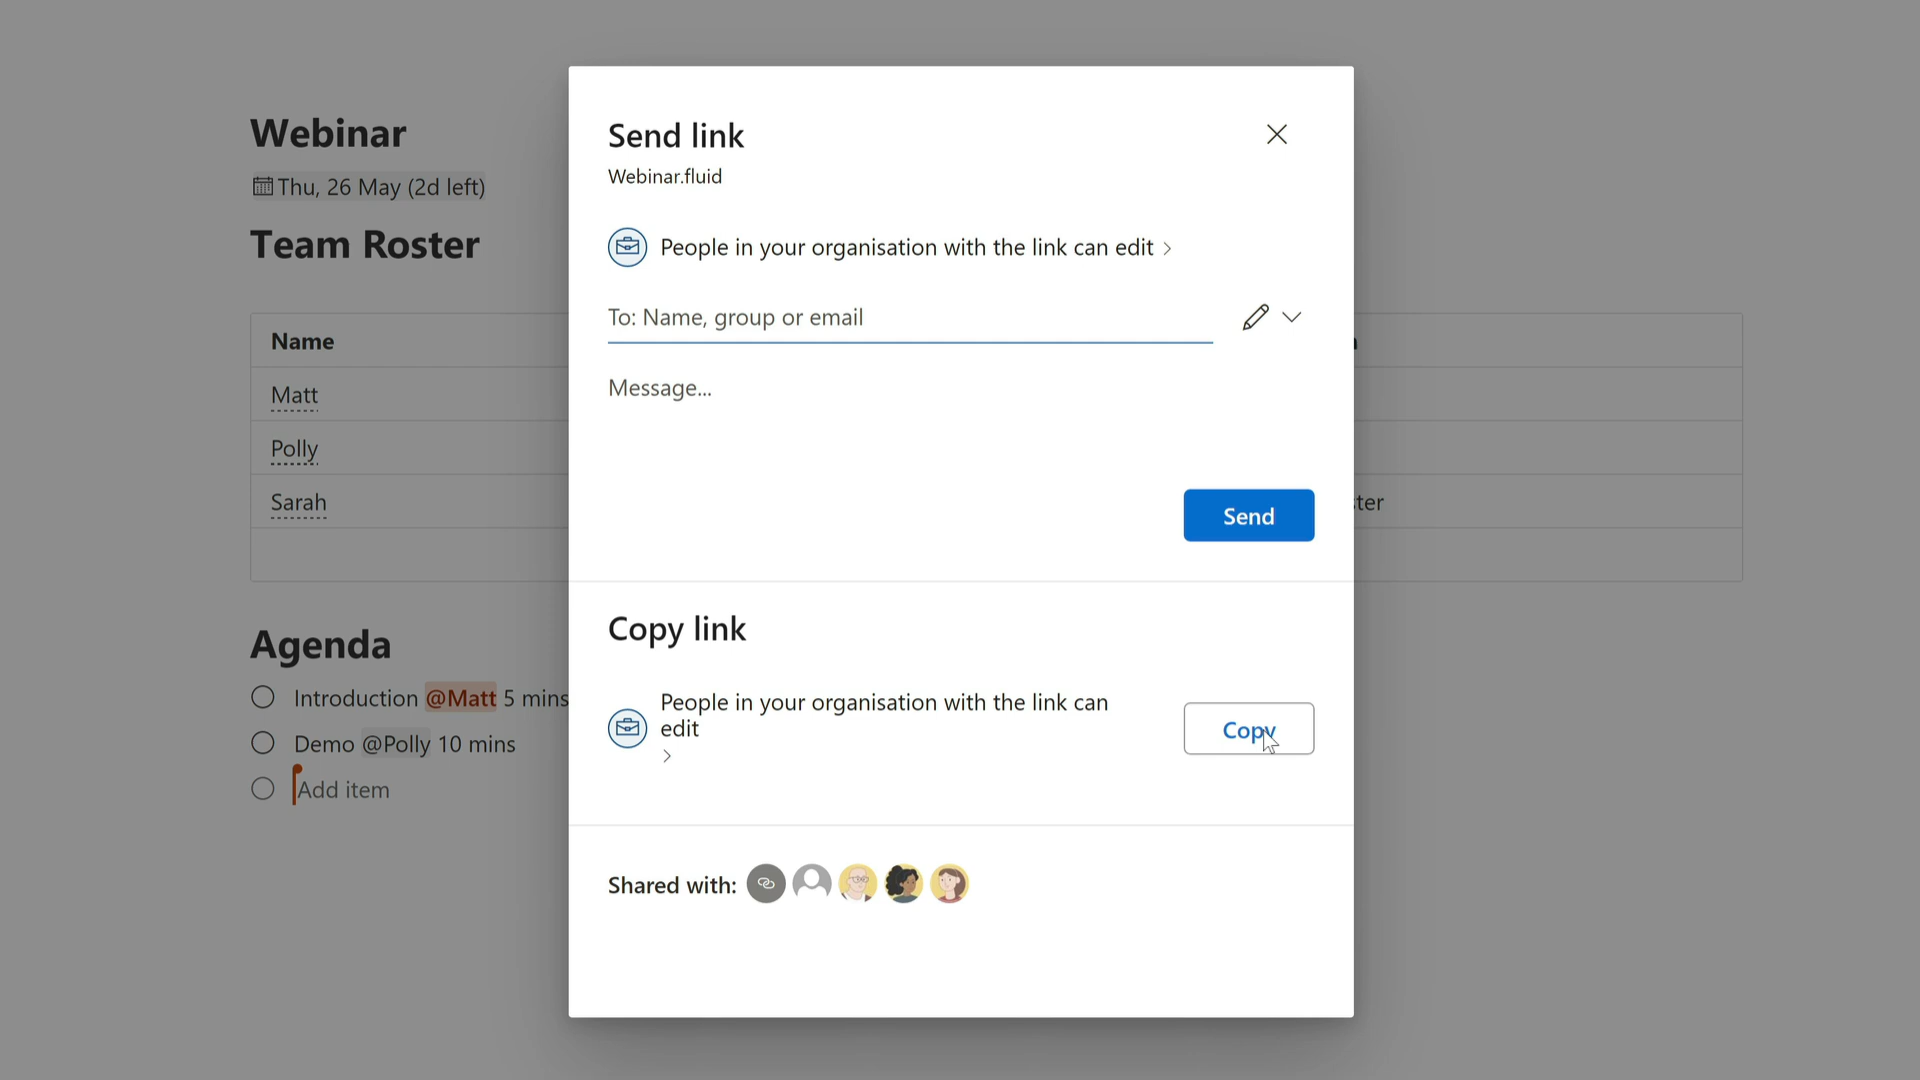 Webinar
Thu, 26 May (2d left)
Team Roster
Name
Matt
Polly
Sarah
Agenda
Introduction @Matt 5 mins
Demo @Polly 10 mins
Add item
Send link
Webinar.fluid
People in your organisation with the link can edit
To: Name, group or email
Message...
Send
Copy link
People in your organisation with the link can
edit
Copy
Shared with: